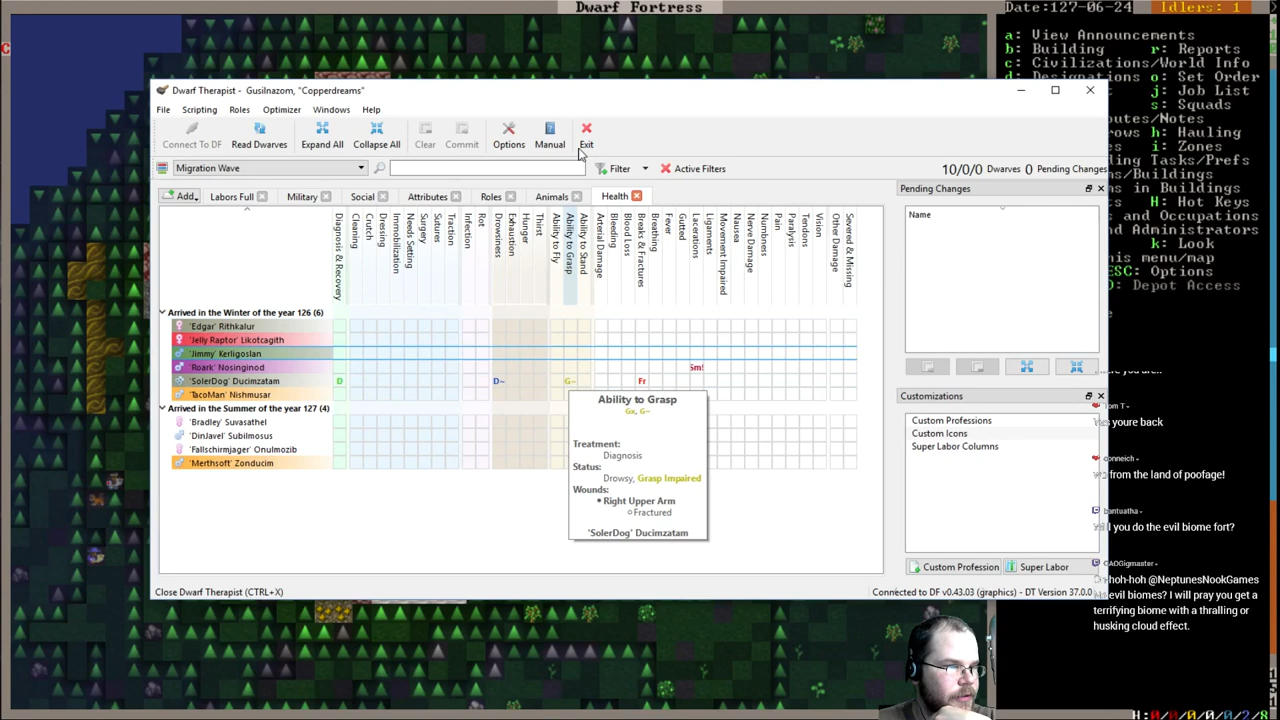 Dwarf Fortress
Date:127-06-24
Idlers: 1
a: View Announcements
b: Building
r: Reports
c: Civilizations/World Info
d: Designations
o: Set Order
j: Job List
s: Squads
h: Hauling
i: Zones
H: Hot Keys
k: Look
ESC: Options
Depot Access
Dwarf Therapist - Gusilnazom, "Copperdreams"
File
Scripting
Roles
Optimizer
Windows
Help
Connect To DF
Read Dwarves
Expand All
Collapse All
Clear
Commit
Options
Manual
Exit
Migration Wave
Filter
Active Filters
10/0/0 Dwarves 0 Pending Changes
Add
Labors Full
Military
Social
Attributes
Roles
Animals
Health
Diagnosis & Recovery
Cleaning
Crutch
Dressing
Immobilization
Needs Setting
Surgery
Sutures
Traction
Infection
Rot
Drowsiness
Exhaustion
Hunger
Thirst
Ability to Fly
Ability to Grasp
Ability to Stand
Arterial Damage
Bleeding
Blood Loss
Breaks & Fractures
Breathing
Fever
Gutted
Lacerations
Ligaments
Movement Impaired
Nausea
Nerve Damage
Numbness
Pain
Paralysis
Tendons
Vision
Other Damage
Severed & Missing
Arrived in the Winter of the year 126 (6)
'Edgar' Rithkalur
'Jelly Raptor' Likotcagith
'Jimmy' Kerligoslan
'Roark' Nosinginod
Sm!
'SolerDog' Ducimzatam
D
D~
G~
Fr
'TacoMan' Nishmusar
Arrived in the Summer of the year 127 (4)
'Bradley' Suvasathel
'DinJavel' Subilmosus
'Fallschirmjager' Onulmozib
'Merthsoft' Zonducim
Ability to Grasp
Gx, G~
Treatment:
Diagnosis
Status:
Drowsy, Grasp Impaired
Wounds:
Right Upper Arm
Fractured
'SolerDog' Ducimzatam
Pending Changes
Name
Customizations
Custom Professions
Custom Icons
Super Labor Columns
Custom Profession
Super Labor
Close Dwarf Therapist (CTRL+X)
Connected to DF v0.43.03 (graphics) - DT Version 37.0.0
youre back
from the land of poofage!
you do the evil biome fort?
@NeptunesNookGames
evil biomes? I will pray you get a
terrifying biome with a thralling or
husking cloud effect.